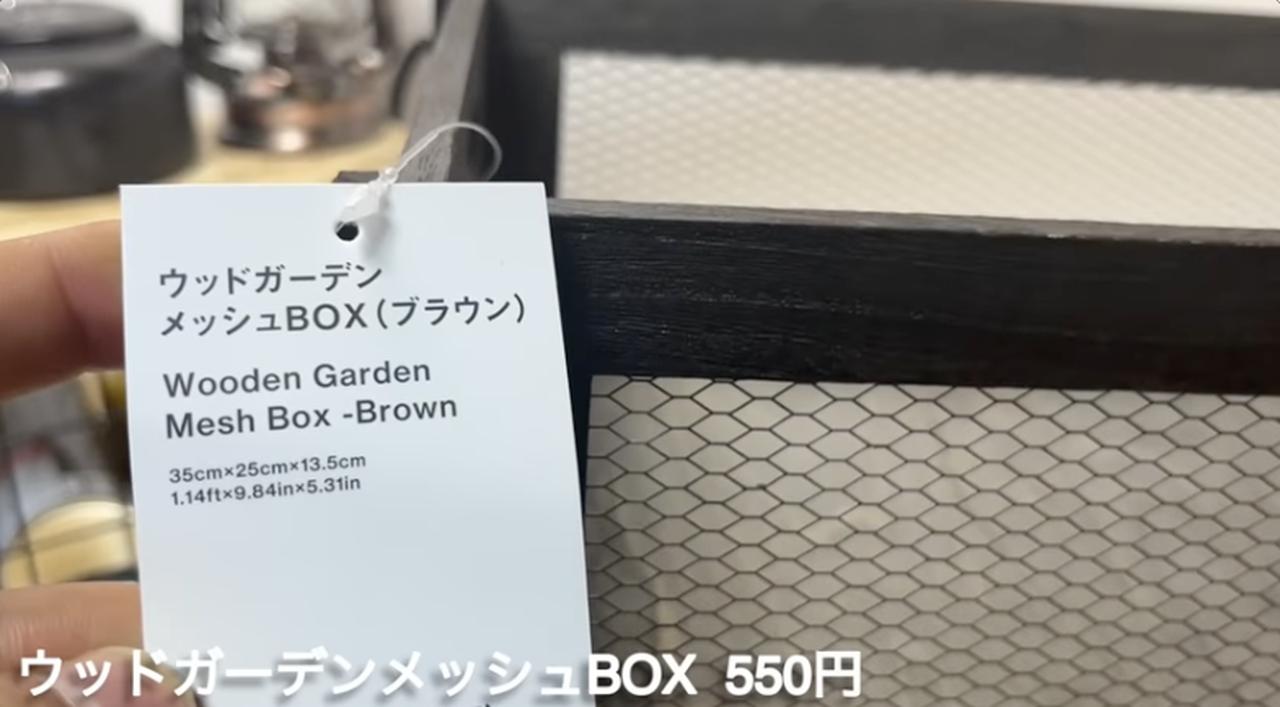 ウッドガーデン
メッシュBOX(ブラウン)
Wooden Garden
Mesh Box -Brown
35cm×25cm×13.5cm
1.14ft×9.84in×5.31in
ウッドガーデンメッシュBOX 550円